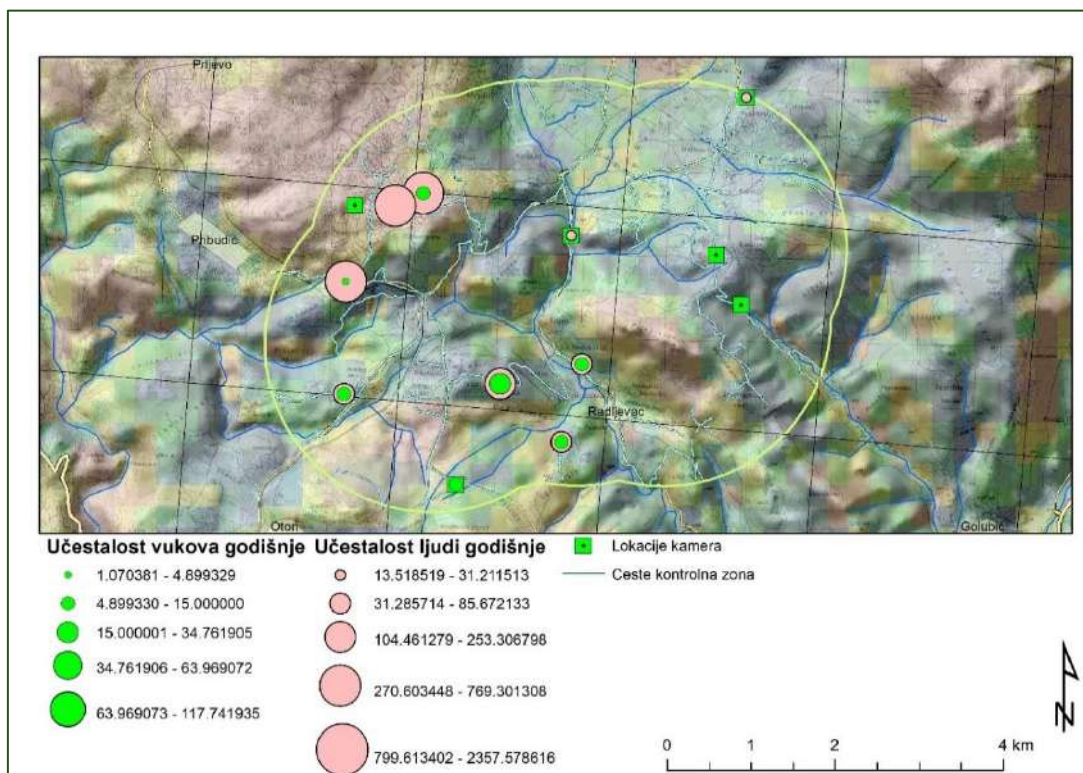 Prljevo
Pribudić
Radljevac
Oton
Golubić
Učestalost vukova godišnje
1.070381 - 4.899329
4.899330 - 15.000000
15.000001 - 34.761905
34.761906 - 63.969072
63.969073 - 117.741935
Učestalost ljudi godišnje
13.518519 - 31.211513
31.285714 - 85.672133
104.461279 - 253.306798
270.603448 - 769.301308
799.613402 - 2357.578616
Lokacije kamera
Ceste kontrolna zona
N
0 1 2 4 km